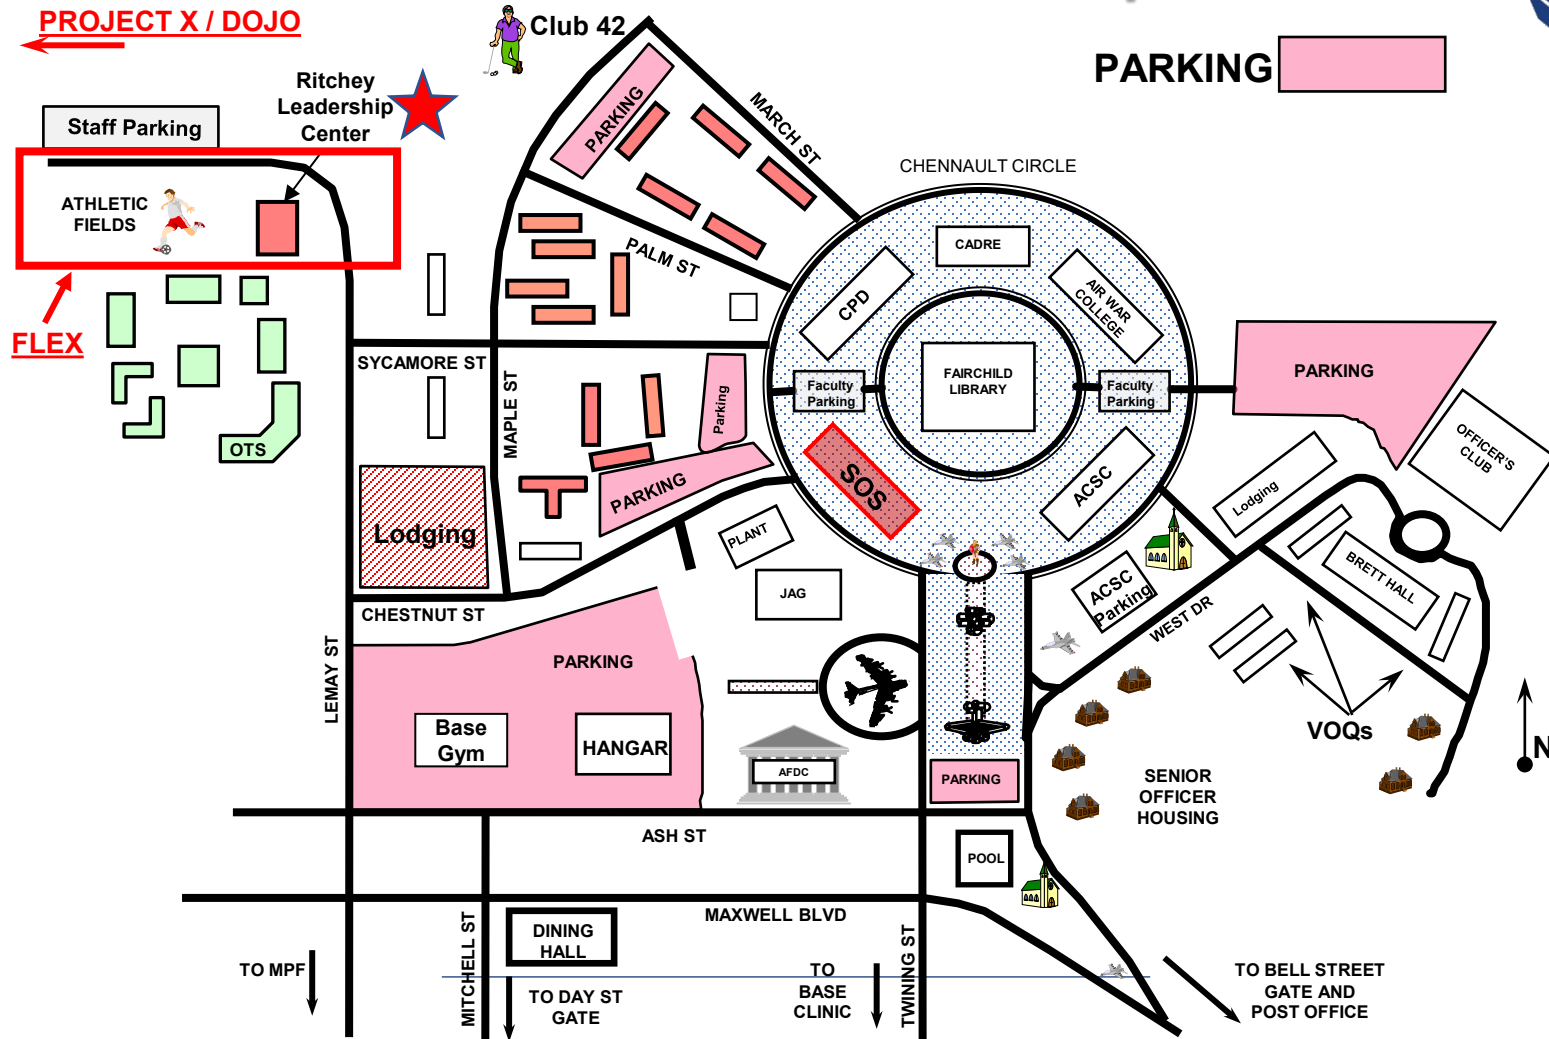 PROJECT X / DOJO
Club 42
PARKING
Ritchey
Leadership
Center
Staff Parking
PARKING
MARCH ST
CHENNAULT CIRCLE
ATHLETIC
FIELDS
PALM ST
CADRE
CPD
AIR WAR
COLLEGE
FLEX
SYCAMORE ST
MAPLE ST
Parking
Faculty
Parking
FAIRCHILD
LIBRARY
Faculty
Parking
PARKING
OTS
OFFICER'S
CLUB
PARKING
SOS
ACSC
Lodging
Lodging
PLANT
JAG
ACSC
Parking
BRETT HALL
CHESTNUT ST
WEST DR
LEMAY ST
PARKING
Base
Gym
HANGAR
AFDC
PARKING
VOQs
N
SENIOR
OFFICER
HOUSING
ASH ST
POOL
MAXWELL BLVD
MITCHELL ST
DINING
HALL
TWINING ST
TO MPF
TO DAY ST
GATE
TO
BASE
CLINIC
TO BELL STREET
GATE AND
POST OFFICE